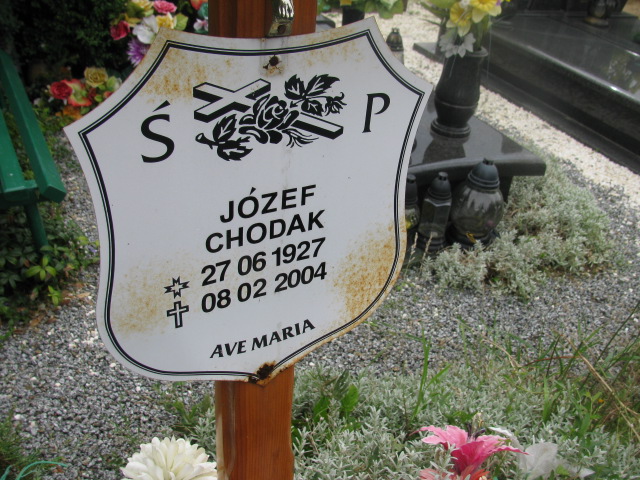 Ś P
JÓZEF
CHODAK
27 06 1927
08 02 2004
AVE MARIA